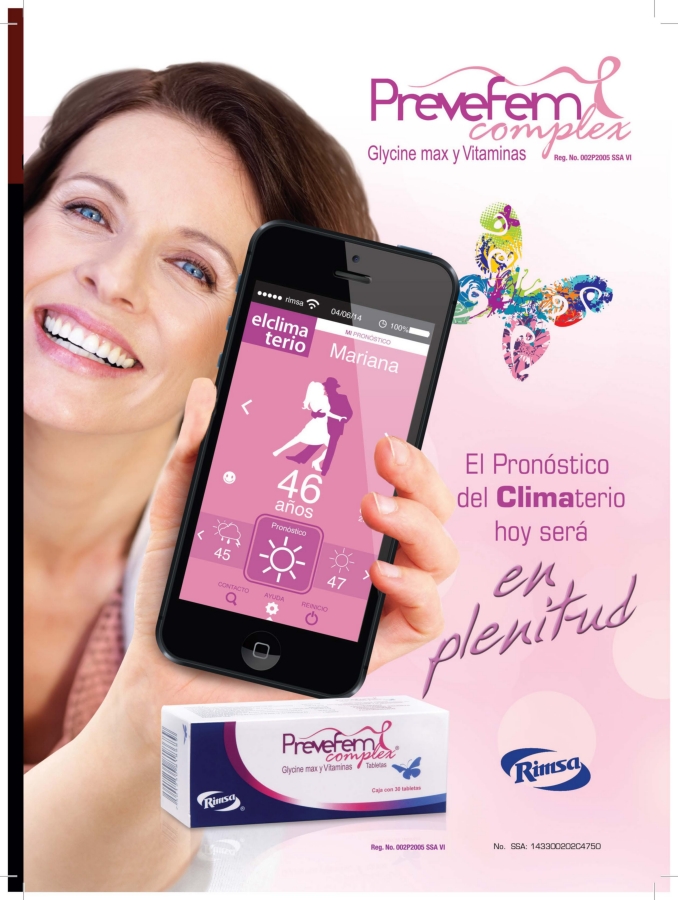 PreveFem
complex
Glycine max y Vitaminas
Reg. No. 002P2005 SSA VI
rimsa
04/06/14
100%
elclima
terio
MI PRONÓSTICO
Mariana
46
años
Pronóstico
45
47
CONTACTO
AYUDA
REINICIO
El Pronóstico
del Climaterio
hoy será
en
plenitud
PreveFem
complex®
Glycine max y Vitaminas Tabletas
Caja con 30 tabletas
Rimsa®
Rimsa
Reg. No. 002P2005 SSA VI
No. SSA: 143300202C4750